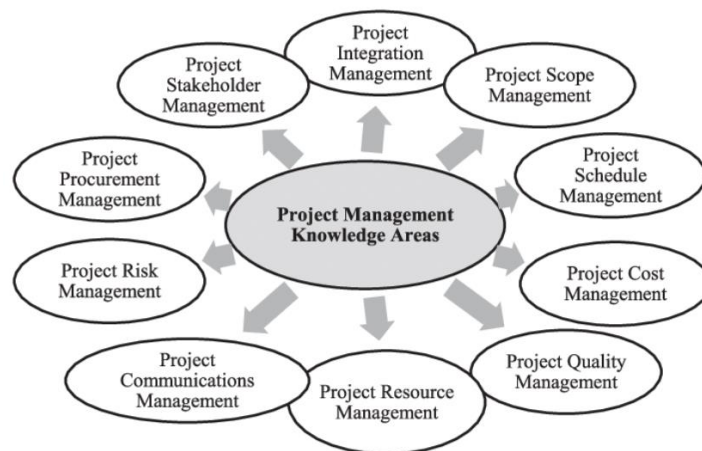 Project
Integration
Management
Project Scope
Management
Project
Schedule
Management
Project Cost
Management
Project Quality
Management
Project Resource
Management
Project
Communications
Management
Project Risk
Management
Project
Procurement
Management
Project
Stakeholder
Management
Project Management
Knowledge Areas